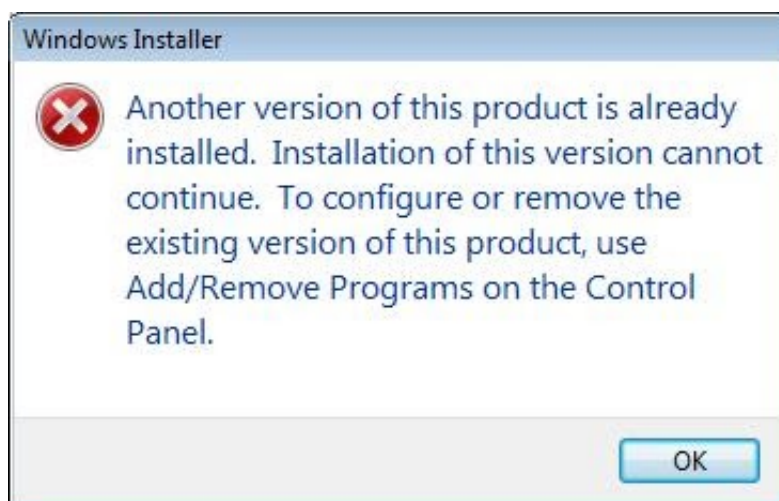 Windows Installer
Another version of this product is already
installed.  Installation of this version cannot
continue.  To configure or remove the
existing version of this product, use
Add/Remove Programs on the Control
Panel.
OK